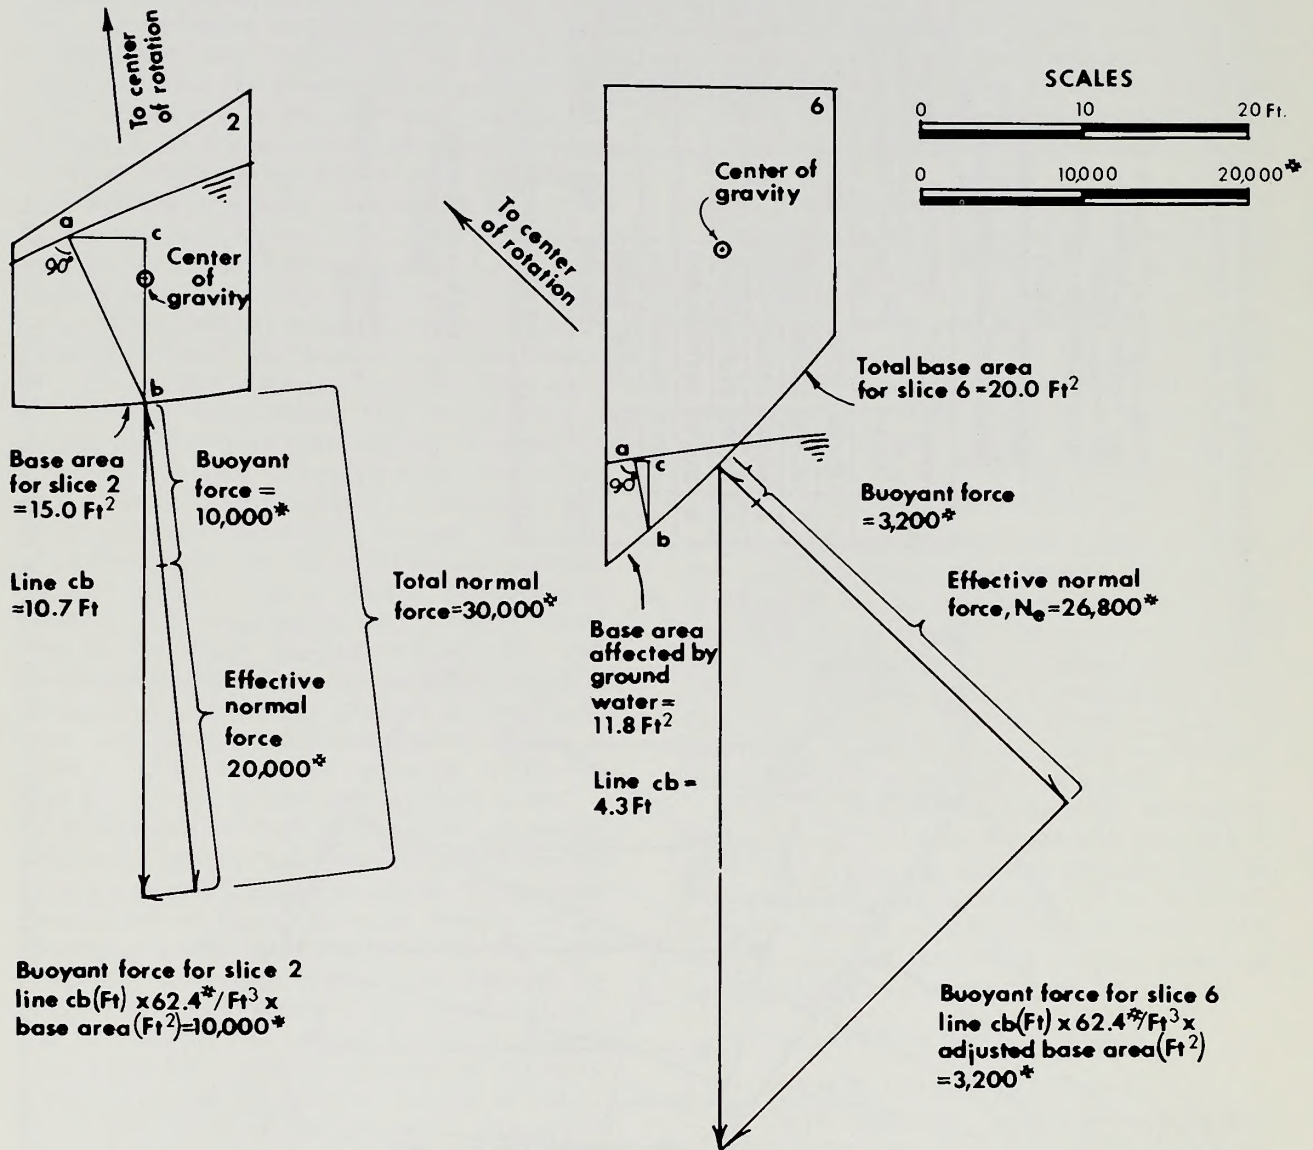 To center
of rotation
2
a
c
90°
Center
of
gravity
b
Base area
for slice 2
=15.0 Ft²
Buoyant
force =
10,000#
Line cb
=10.7 Ft
Total normal
force=30,000#
Effective
normal
force
20,000#
Buoyant force for slice 2
line cb(Ft) x62.4#/Ft³ x
base area(Ft²)=10,000#
To center
of rotation
6
Center of
gravity
Total base area
for slice 6 =20.0 Ft²
a
c
90°
b
Buoyant force
=3,200#
Effective normal
force, Nₑ=26,800#
Base area
affected by
ground
water=
11.8 Ft²
Line cb=
4.3 Ft
Buoyant force for slice 6
line cb(Ft) x62.4#/Ft³x
adjusted base area(Ft²)
=3,200#
SCALES
0 10 20 Ft.
0 10,000 20,000#